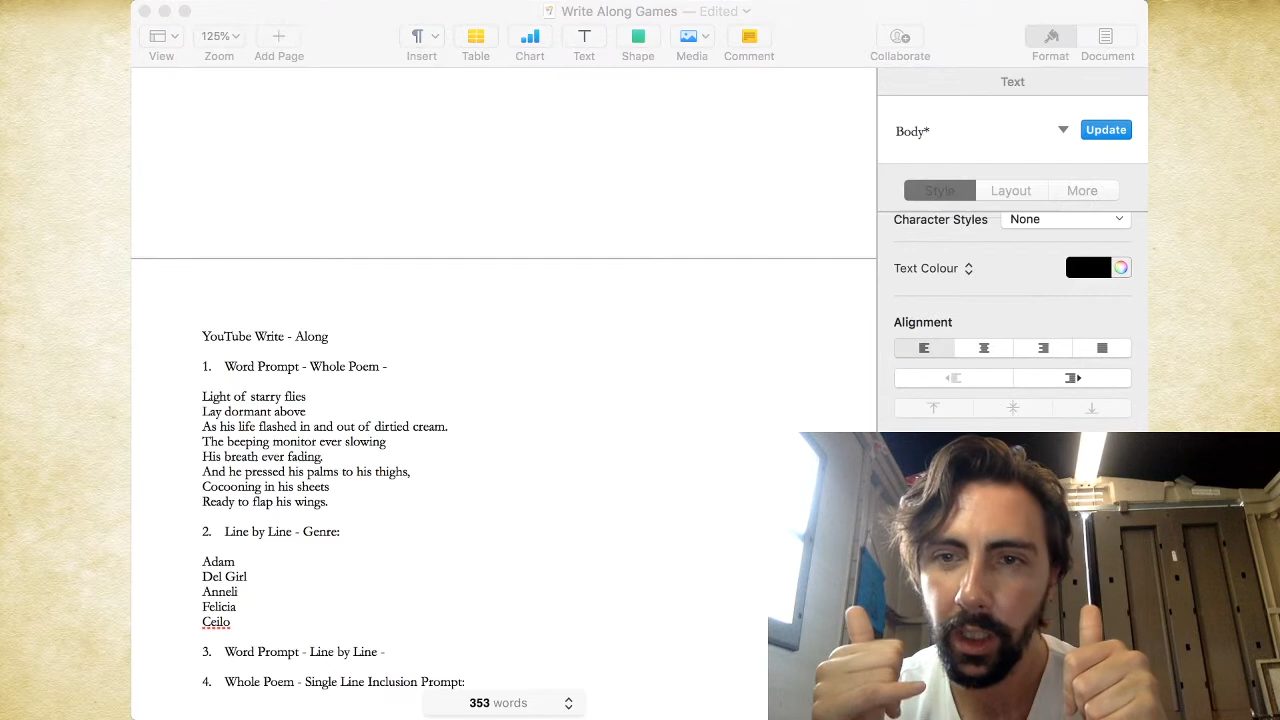 Write Along Games — Edited
125%
View
Zoom
Add Page
Insert
Table
Chart
Text
Shape
Media
Comment
Collaborate
Format
Document
Text
Body*
Update
Style
Layout
More
Character Styles
None
Text Colour
Alignment
YouTube Write - Along
1. Word Prompt - Whole Poem -
Light of starry flies
Lay dormant above
As his life flashed in and out of dirtied cream.
The beeping monitor ever slowing
His breath ever fading.
And he pressed his palms to his thighs,
Cocooning in his sheets
Ready to flap his wings.
2. Line by Line - Genre:
Adam
Del Girl
Anneli
Felicia
Ceilo
3. Word Prompt - Line by Line -
4. Whole Poem - Single Line Inclusion Prompt:
353 words